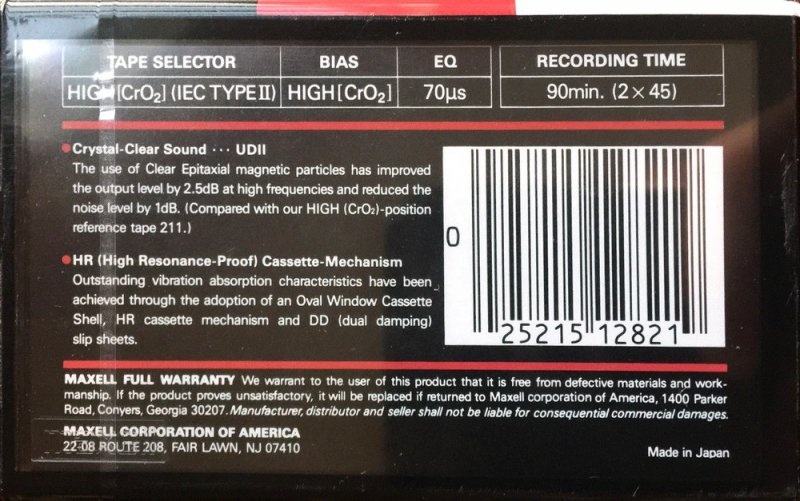 TAPE SELECTOR BIAS EQ RECORDING TIME
HIGH [CrO₂] (IEC TYPE II) HIGH [CrO₂] 70µs 90min. (2 × 45)
Crystal-Clear Sound ··· UDII
The use of Clear Epitaxial magnetic particles has improved
the output level by 2.5dB at high frequencies and reduced the
noise level by 1dB. (Compared with our HIGH (CrO₂)-position
reference tape 211.)
HR (High Resonance-Proof) Cassette-Mechanism
Outstanding vibration absorption characteristics have been
achieved through the adoption of an Oval Window Cassette
Shell, HR cassette mechanism and DD (dual damping)
slip sheets.
0 25215 12821
MAXELL FULL WARRANTY We warrant to the user of this product that it is free from defective materials and work-
manship. If the product proves unsatisfactory, it will be replaced if returned to Maxell corporation of America, 1400 Parker
Road, Conyers, Georgia 30207. Manufacturer, distributor and seller shall not be liable for consequential commercial damages.
MAXELL CORPORATION OF AMERICA
22-08 ROUTE 208, FAIR LAWN, NJ 07410
Made in Japan